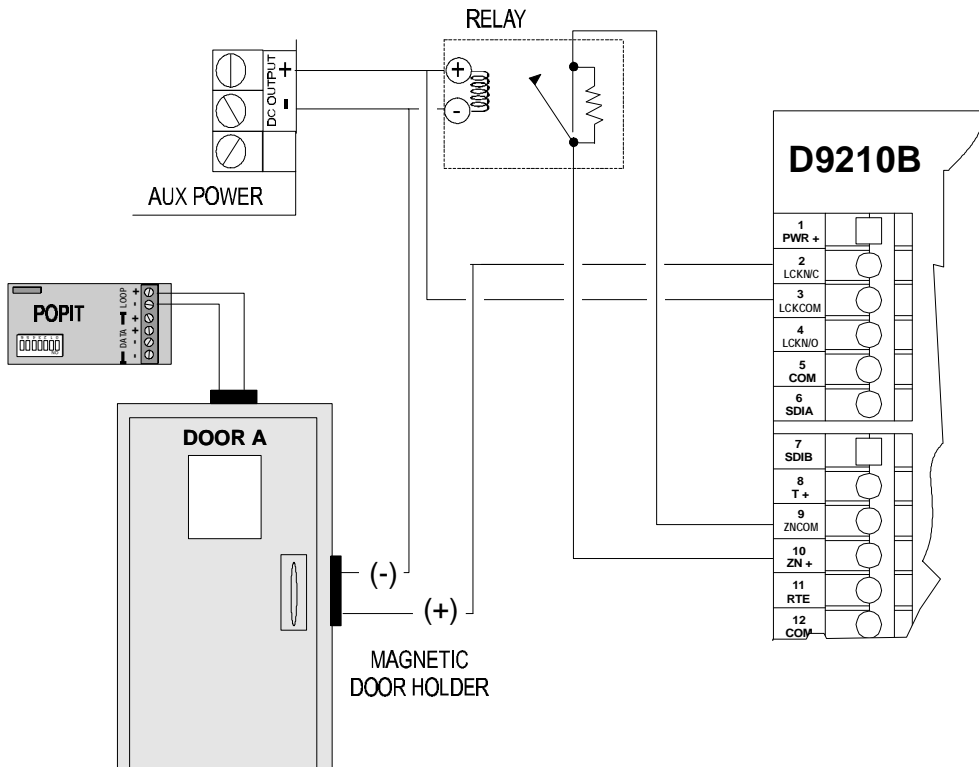 RELAY
DC OUTPUT
+
-
+
-
AUX POWER
D9210B
1
PWR +
2
LCKN/C
3
LCKCOM
4
LCKN/O
5
COM
6
SDIA
7
SDIB
8
T +
9
ZNCOM
10
ZN +
11
RTE
12
COM
POPIT
+
-
LOOP
+
+
DATA
-
-
DOOR A
(-)
(+)
MAGNETIC
DOOR HOLDER